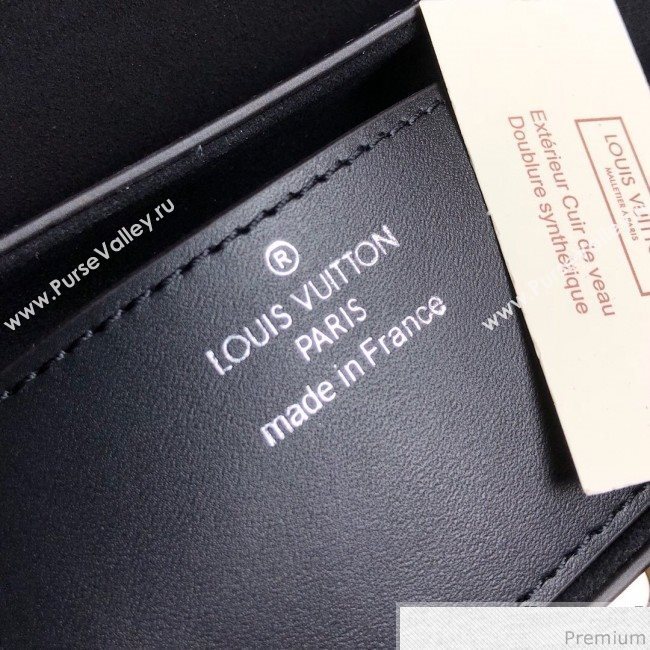 ®
LOUIS VUITTON
PARIS
made in France
LOUIS VUITTON
MALLETIER A PARIS
Extérieur Cuir de veau
Doublure synthétique
www.PurseValley.ru
Premium